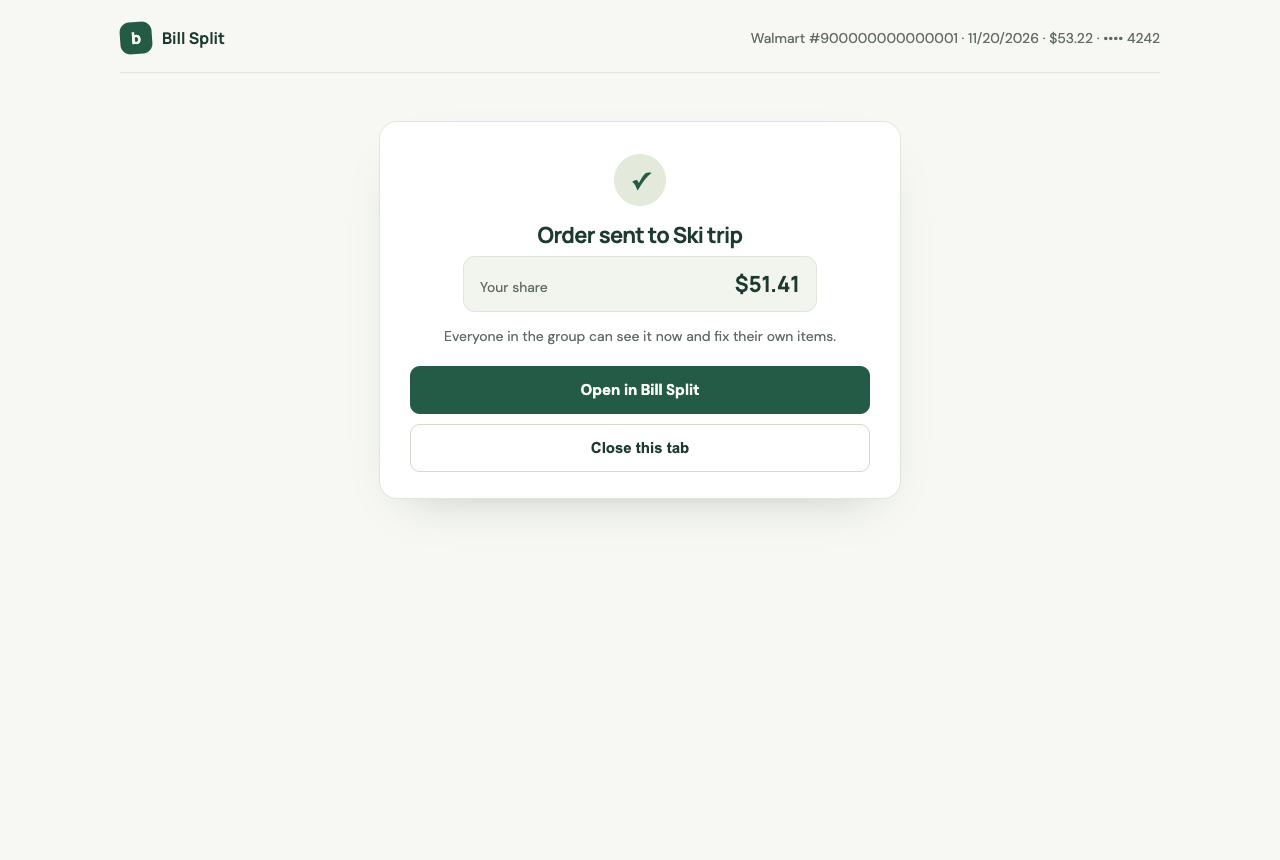 b Bill Split
Walmart #900000000000001 · 11/20/2026 · $53.22 · •••• 4242
Order sent to Ski trip
Your share $51.41
Everyone in the group can see it now and fix their own items.
Open in Bill Split
Close this tab